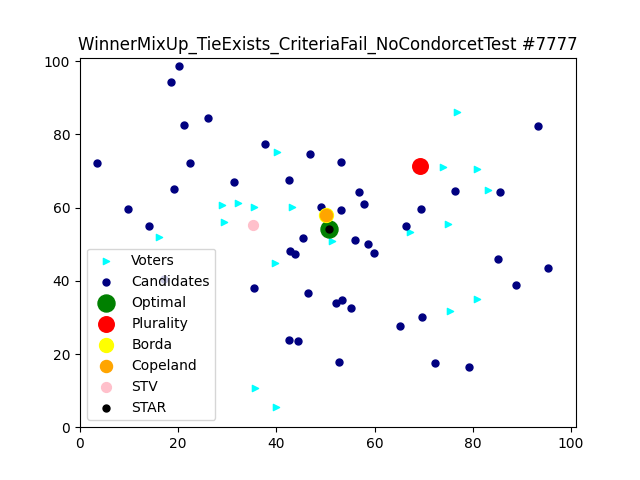 WinnerMixUp_TieExists_CriteriaFail_NoCondorcetTest #7777
100
80
60
40
20
0
Voters
Candidates
Optimal
Plurality
Borda
Copeland
STV
STAR
0 20 40 60 80 100